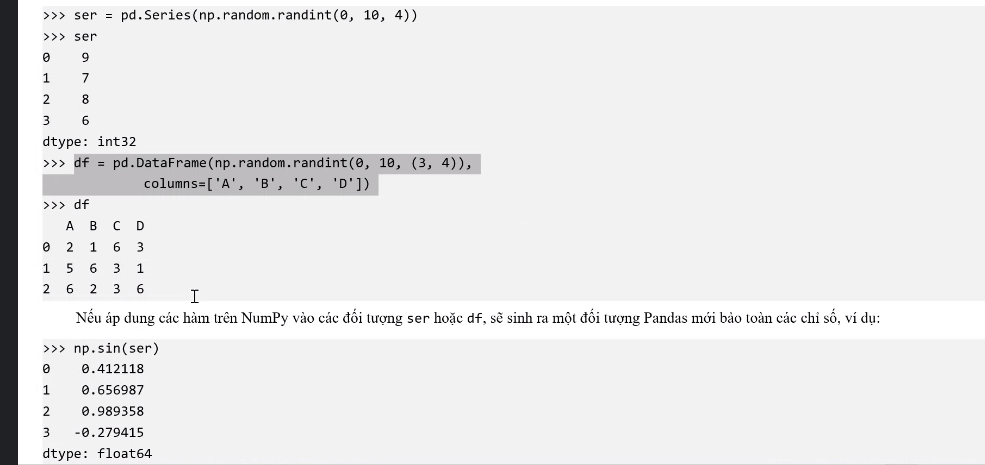 >>> ser = pd.Series(np.random.randint(0, 10, 4))
>>> ser
0    9
1    7
2    8
3    6
dtype: int32
>>> df = pd.DataFrame(np.random.randint(0, 10, (3, 4)),
             columns=['A', 'B', 'C', 'D'])
>>> df
   A  B  C  D
0  2  1  6  3
1  5  6  3  1
2  6  2  3  6
Nếu áp dung các hàm trên NumPy vào các đối tượng ser hoặc df, sẽ sinh ra một đối tượng Pandas mới bảo toàn các chỉ số, ví dụ:
>>> np.sin(ser)
0    0.412118
1    0.656987
2    0.989358
3   -0.279415
dtype: float64